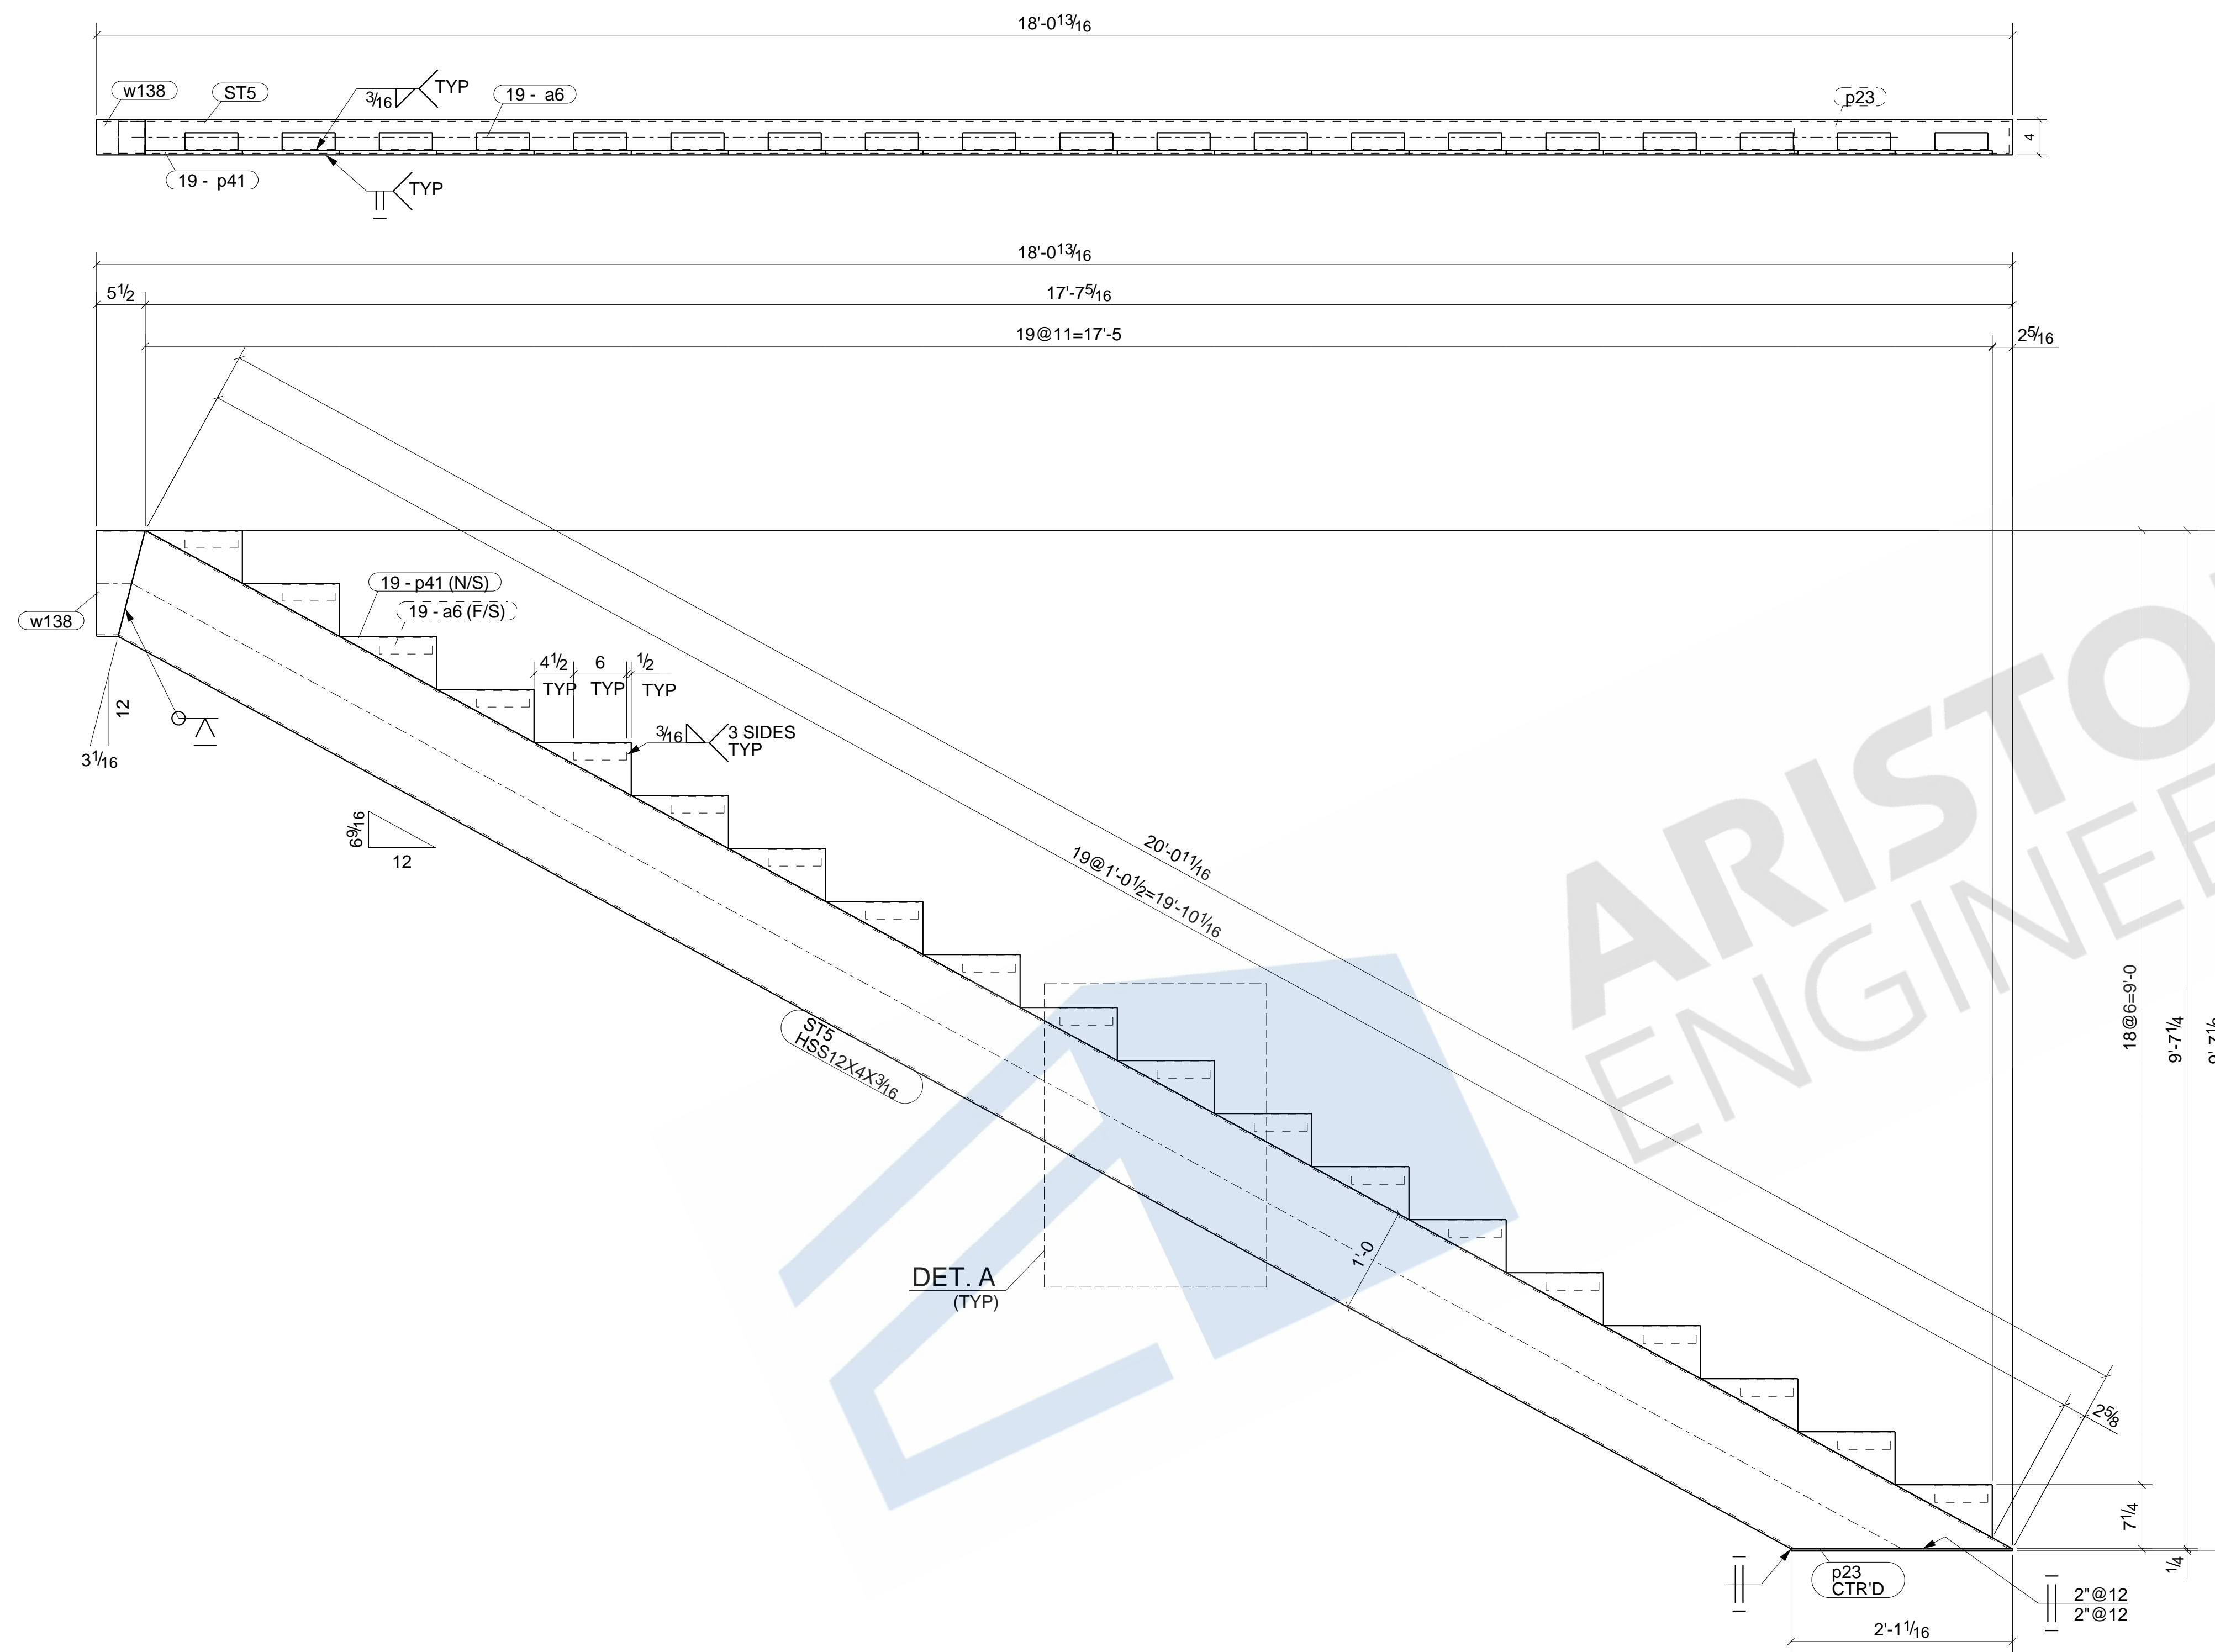 18'-0 13/16
w138
ST5
3/16 TYP
19 - a6
p23
4
19 - p41
TYP
18'-0 13/16
5 1/2
17'-7 5/16
19@11=17'-5
2 5/16
19 - p41 (N/S)
19 - a6 (F/S)
w138
4 1/2
TYP
6
TYP
1/2
TYP
12
3 1/16
3/16 3 SIDES
TYP
6 9/16
12
20'-0 11/16
19@1'-0 1/2=19'-10 1/16
ARISTO
ENGINEE
18@6=9'-0
9'-7 1/4
ST5
HSS12X4X3/16
1'-0
DET. A
(TYP)
2 5/8
7 1/4
1/4
p23
CTR'D
2"@12
2"@12
2'-1 1/16